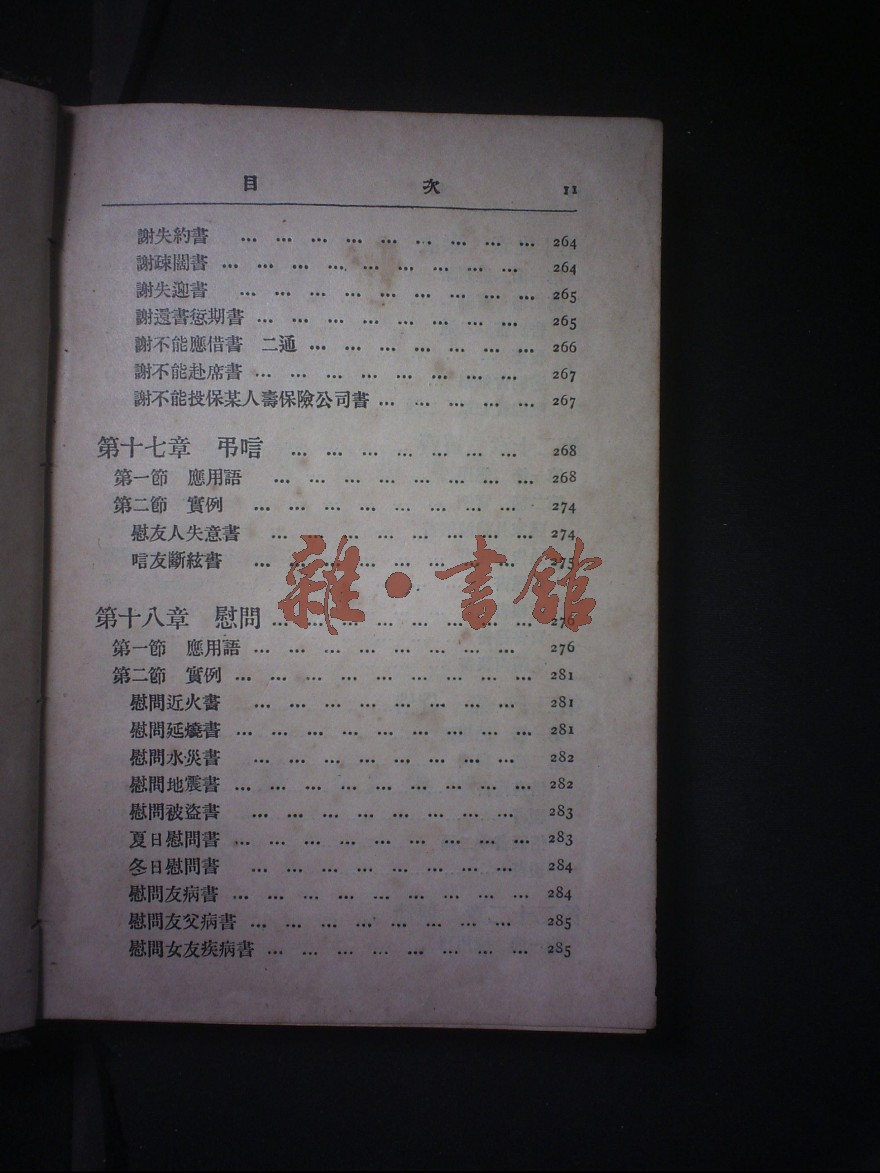 目 次 11
謝失約書 … … … … … … … … … 264
謝疎闊書 … … … … … … … … … 264
謝失迎書 … … … … … … … … … 265
謝還書愆期書 … … … … … … … … 265
謝不能應借書 二通 … … … … … … … 266
謝不能赴席書 … … … … … … … … 267
謝不能投保某人壽保險公司書 … … … … … 267
第十七章 弔唁 … … … … … … … 268
第一節 應用語 … … … … … … … … 268
第二節 實例 … … … … … … … … 274
慰友人失意書 … … … … … … … … 274
唁友斷絃書 … … … … … … … … 275
第十八章 慰問 … … … … … … … … 276
第一節 應用語 … … … … … … … … 276
第二節 實例 … … … … … … … … … 281
慰問近火書 … … … … … … … … 281
慰問延燒書 … … … … … … … … … 281
慰問水災書 … … … … … … … … 282
慰問地震書 … … … … … … … … … 282
慰問被盜書 … … … … … … … … 283
夏日慰問書 … … … … … … … … … 283
冬日慰問書 … … … … … … … … 284
慰問友病書 … … … … … … … … … 284
慰問友父病書 … … … … … … … … 285
慰問女友疾病書 … … … … … … … … 285
雜·書館